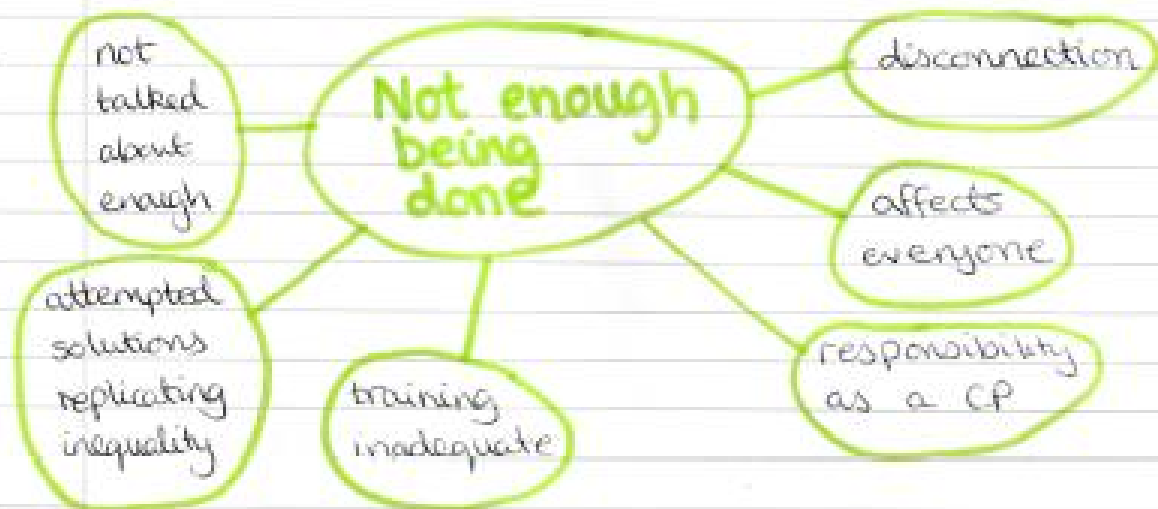 not
talked
about
enough
Not enough
being
done
disconnection
affects
everyone
attempted
solutions
replicating
inequality
training
inadequate
responsibility
as a CP